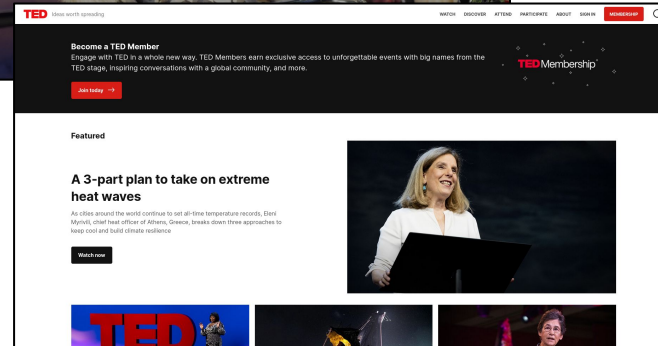 TED Ideas worth spreading
WATCH DISCOVER ATTEND PARTICIPATE ABOUT SIGN IN MEMBERSHIP
Become a TED Member
Engage with TED in a whole new way. TED Members earn exclusive access to unforgettable events with big names from the
TED stage, inspiring conversations with a global community, and more.
TEDMembership
Join today →
Featured
A 3-part plan to take on extreme
heat waves
As cities around the world continue to set all-time temperature records, Eleni
Myrivili, chief heat officer of Athens, Greece, breaks down three approaches to
keep cool and build climate resilience
Watch now
TED